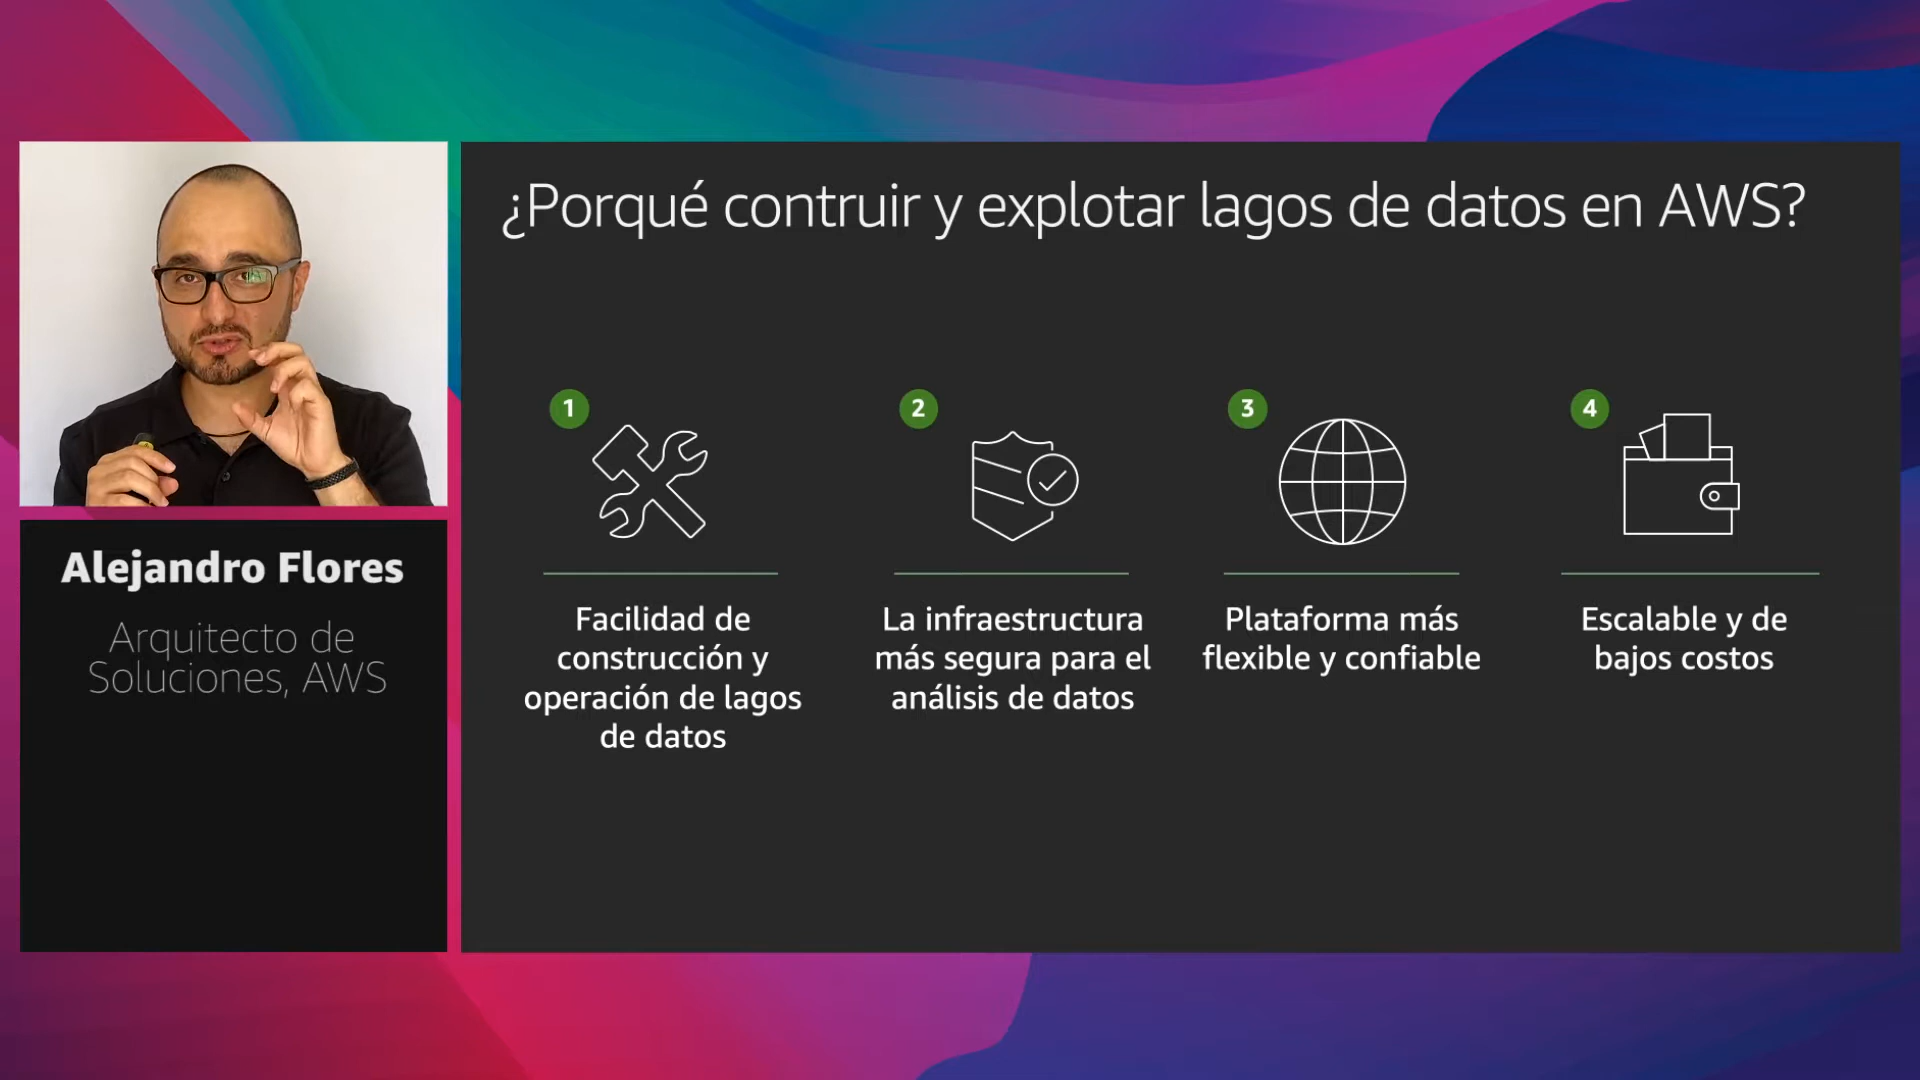 ¿Porqué contruir y explotar lagos de datos en AWS?
Alejandro Flores
Arquitecto de
Soluciones, AWS
1
Facilidad de
construcción y
operación de lagos
de datos
2
La infraestructura
más segura para el
análisis de datos
3
Plataforma más
flexible y confiable
4
Escalable y de
bajos costos